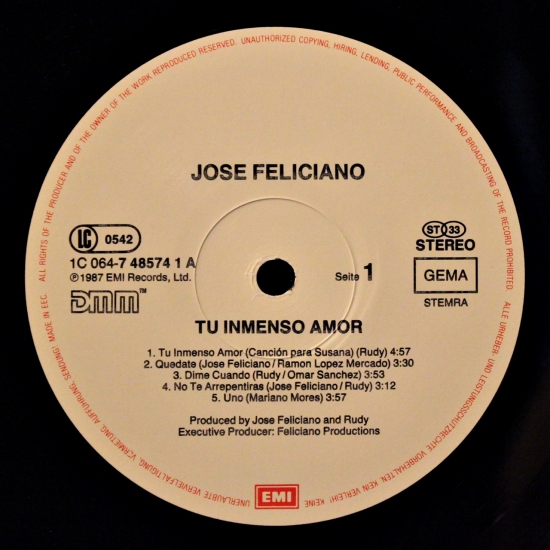 ALL RIGHTS OF THE PRODUCER AND OF THE OWNER OF THE WORK REPRODUCED RESERVED. UNAUTHORIZED COPYING, HIRING, LENDING, PUBLIC PERFORMANCE AND BROADCASTING OF THE RECORD PROHIBITED.
ALLE URHEBER- UND LEISTUNGSSCHUTZRECHTE VORBEHALTEN. KEIN VERLEIH! KEINE UNERLAUBTE VERVIELFÄLTIGUNG, VERMIETUNG, AUFFÜHRUNG, SENDUNG! MADE IN EEC.
JOSE FELICIANO
LC 0542
1C 064-7 48574 1 A
℗ 1987 EMI Records, Ltd.
DMM™
Seite 1
ST 33
STEREO
GEMA
STEMRA
TU INMENSO AMOR
1. Tu Inmenso Amor (Canción para Susana) (Rudy) 4:57
2. Quedate (Jose Feliciano / Ramon Lopez Mercado) 3:30
3. Dime Cuando (Rudy / Omar Sanchez) 3:53
4. No Te Arrepentiras (Jose Feliciano / Rudy) 3:12
5. Uno (Mariano Mores) 3:57
Produced by Jose Feliciano and Rudy
Executive Producer: Feliciano Productions
EMI